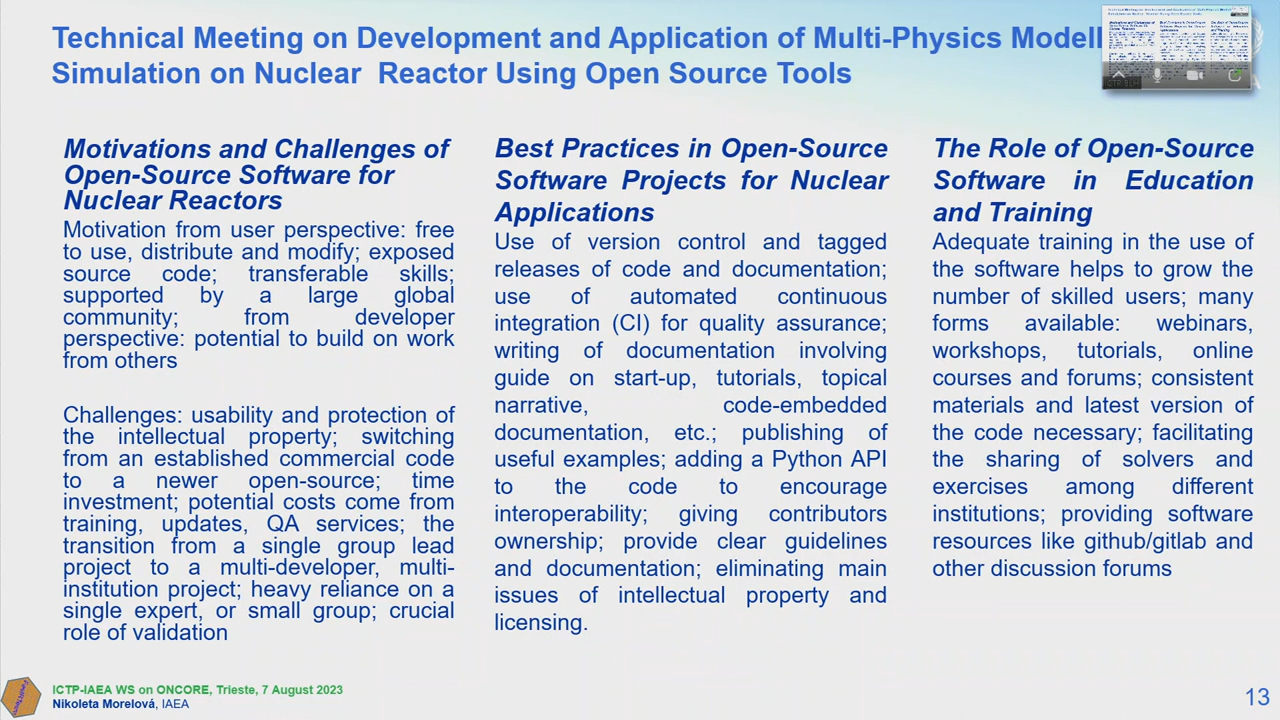 Technical Meeting on Development and Application of Multi-Physics Modell
Simulation on Nuclear Reactor Using Open Source Tools
Motivations and Challenges of
Open-Source Software for
Nuclear Reactors
Motivation from user perspective: free
to use, distribute and modify; exposed
source code; transferable skills;
supported by a large global
community; from developer
perspective: potential to build on work
from others
Challenges: usability and protection of
the intellectual property; switching
from an established commercial code
to a newer open-source; time
investment; potential costs come from
training, updates, QA services; the
transition from a single group lead
project to a multi-developer, multi-
institution project; heavy reliance on a
single expert, or small group; crucial
role of validation
Best Practices in Open-Source
Software Projects for Nuclear
Applications
Use of version control and tagged
releases of code and documentation;
use of automated continuous
integration (CI) for quality assurance;
writing of documentation involving
guide on start-up, tutorials, topical
narrative, code-embedded
documentation, etc.; publishing of
useful examples; adding a Python API
to the code to encourage
interoperability; giving contributors
ownership; provide clear guidelines
and documentation; eliminating main
issues of intellectual property and
licensing.
The Role of Open-Source
Software in Education
and Training
Adequate training in the use of
the software helps to grow the
number of skilled users; many
forms available: webinars,
workshops, tutorials, online
courses and forums; consistent
materials and latest version of
the code necessary; facilitating
the sharing of solvers and
exercises among different
institutions; providing software
resources like github/gitlab and
other discussion forums
ICTP-IAEA WS on ONCORE, Trieste, 7 August 2023
Nikoleta Morelová, IAEA
13